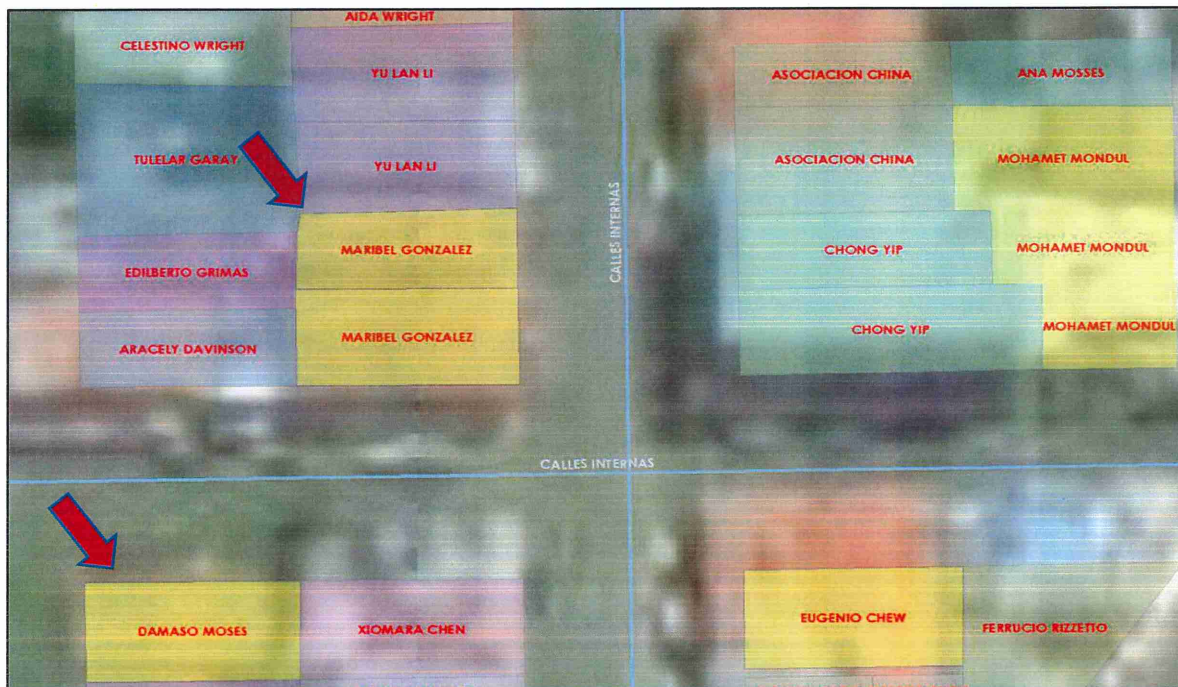 AIDA WRIGHT
CELESTINO WRIGHT
YU LAN LI
TULELAR GARAY
YU LAN LI
MARIBEL GONZALEZ
EDILBERTO GRIMAS
MARIBEL GONZALEZ
ARACELY DAVINSON
CALLES INTERNAS
ASOCIACION CHINA
ANA MOSSES
ASOCIACION CHINA
MOHAMET MONDUL
CHONG YIP
MOHAMET MONDUL
CHONG YIP
MOHAMET MONDUL
CALLES INTERNAS
DAMASO MOSES
XIOMARA CHEN
EUGENIO CHEW
FERRUCIO RIZZETTO